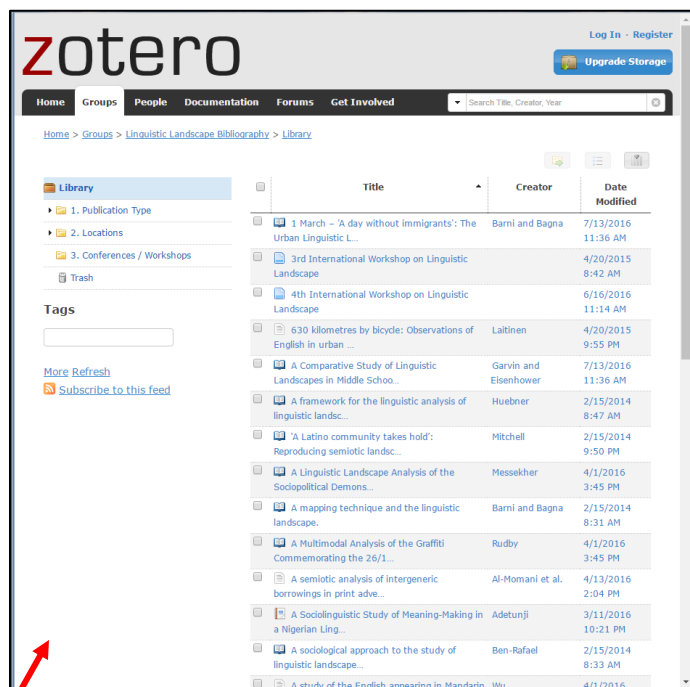 zotero
Log In · Register
Upgrade Storage
Home Groups People Documentation Forums Get Involved
Search Title, Creator, Year
Home > Groups > Linguistic Landscape Bibliography > Library
Library
1. Publication Type
2. Locations
3. Conferences / Workshops
Trash
Tags
More Refresh
Subscribe to this feed
Title Creator Date
Modified
1 March – 'A day without immigrants': The Barni and Bagna 7/13/2016
Urban Linguistic L... 11:36 AM
3rd International Workshop on Linguistic 4/20/2015
Landscape 8:42 AM
4th International Workshop on Linguistic 6/16/2016
Landscape 11:14 AM
630 kilometres by bicycle: Observations of Laitinen 4/20/2015
English in urban ... 9:55 PM
A Comparative Study of Linguistic Garvin and 7/13/2016
Landscapes in Middle Schoo... Eisenhower 11:36 AM
A framework for the linguistic analysis of Huebner 2/15/2014
linguistic landsc... 8:47 AM
'A Latino community takes hold': Mitchell 2/15/2014
Reproducing semiotic landsc... 9:50 PM
A Linguistic Landscape Analysis of the Messekher 4/1/2016
Sociopolitical Demons... 3:45 PM
A mapping technique and the linguistic Barni and Bagna 2/15/2014
landscape. 8:31 AM
A Multimodal Analysis of the Graffiti Rudby 4/1/2016
Commemorating the 26/1... 3:45 PM
A semiotic analysis of intergeneric Al-Momani et al. 4/13/2016
borrowings in print adve... 2:04 PM
A Sociolinguistic Study of Meaning-Making in Adetunji 3/11/2016
a Nigerian Ling... 10:21 PM
A sociological approach to the study of Ben-Rafael 2/15/2014
linguistic landscape... 8:33 AM
A study of the English appearing in Mandarin Wu 4/1/2016